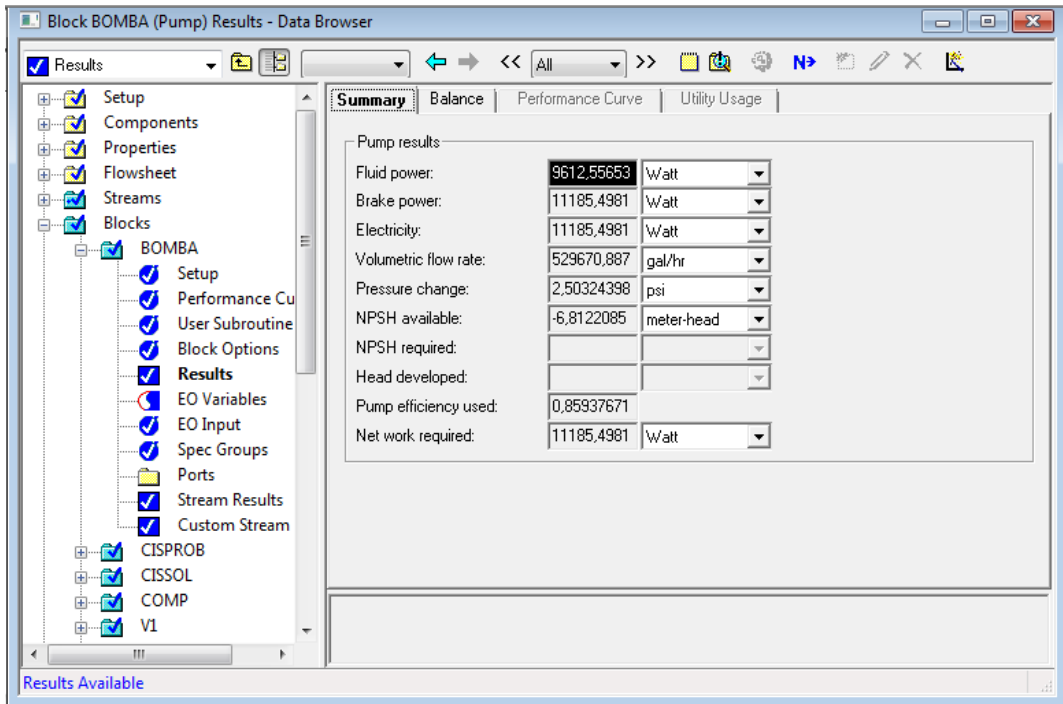 Block BOMBA (Pump) Results - Data Browser
Results
<< All >>
N>
Setup
Components
Properties
Flowsheet
Streams
Blocks
BOMBA
Setup
Performance Cu
User Subroutine
Block Options
Results
EO Variables
EO Input
Spec Groups
Ports
Stream Results
Custom Stream
CISPROB
CISSOL
COMP
V1
Summary Balance Performance Curve Utility Usage
Pump results
Fluid power: 9612,55653 Watt
Brake power: 11185,4981 Watt
Electricity: 11185,4981 Watt
Volumetric flow rate: 529670,887 gal/hr
Pressure change: 2,50324398 psi
NPSH available: -6,8122085 meter-head
NPSH required:
Head developed:
Pump efficiency used: 0,85937671
Net work required: 11185,4981 Watt
Results Available